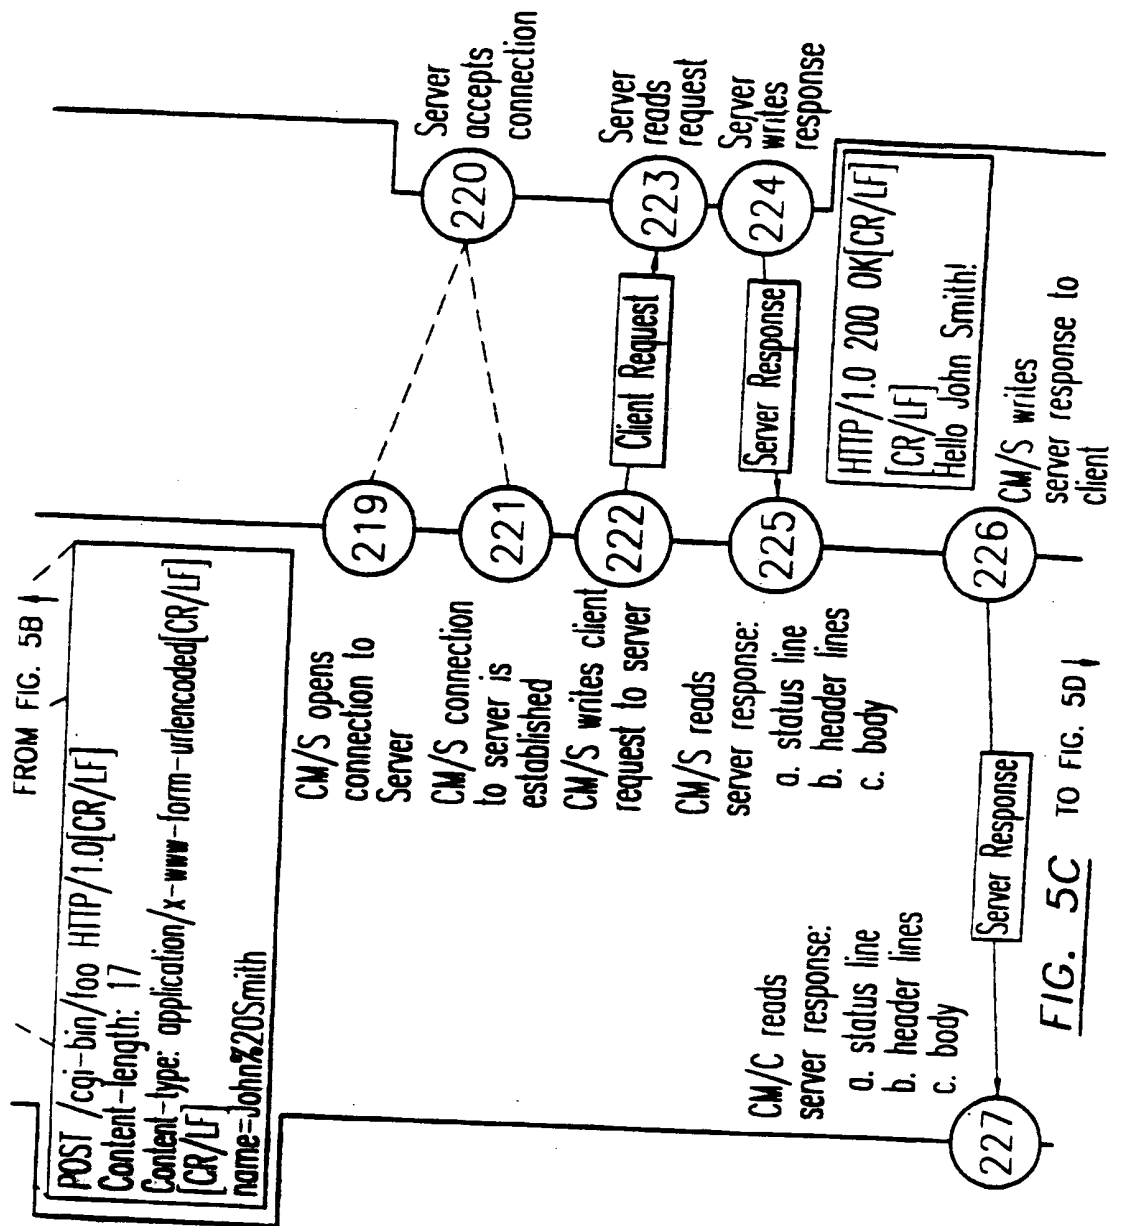 FROM FIG. 5B
POST /cgi-bin/foo HTTP/1.0[CR/LF]
Content-length: 17
Content-type: application/x-www-form-urlencoded[CR/LF]
[CR/LF]
name=John%20Smith
219
CM/S opens
connection to
Server
220
Server
accepts
connection
221
CM/S connection
to server is
established
222
CM/S writes client
request to server
Client Request
223
Server
reads
request
224
Server
writes
response
Server Response
225
CM/S reads
server response:
a. status line
b. header lines
c. body
HTTP/1.0 200 OK[CR/LF]
[CR/LF]
Hello John Smith!
226
CM/S writes
server response to
client
Server Response
227
CM/C reads
server response:
a. status line
b. header lines
c. body
FIG. 5C
TO FIG. 5D